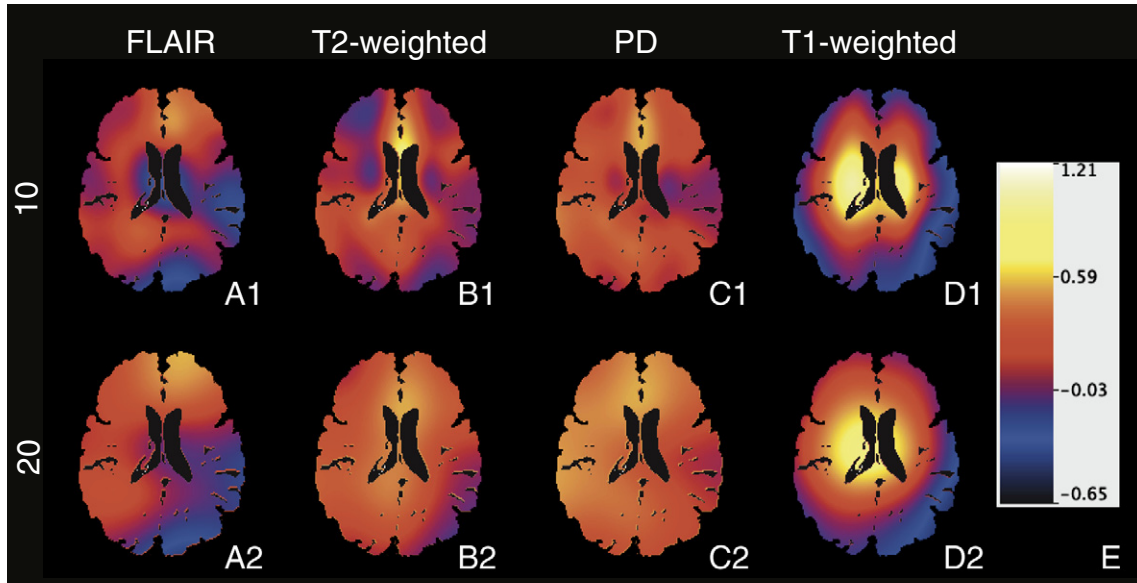 FLAIR T2-weighted PD T1-weighted
10
A1 B1 C1 D1
1.21
0.59
-0.03
-0.65
20
A2 B2 C2 D2 E